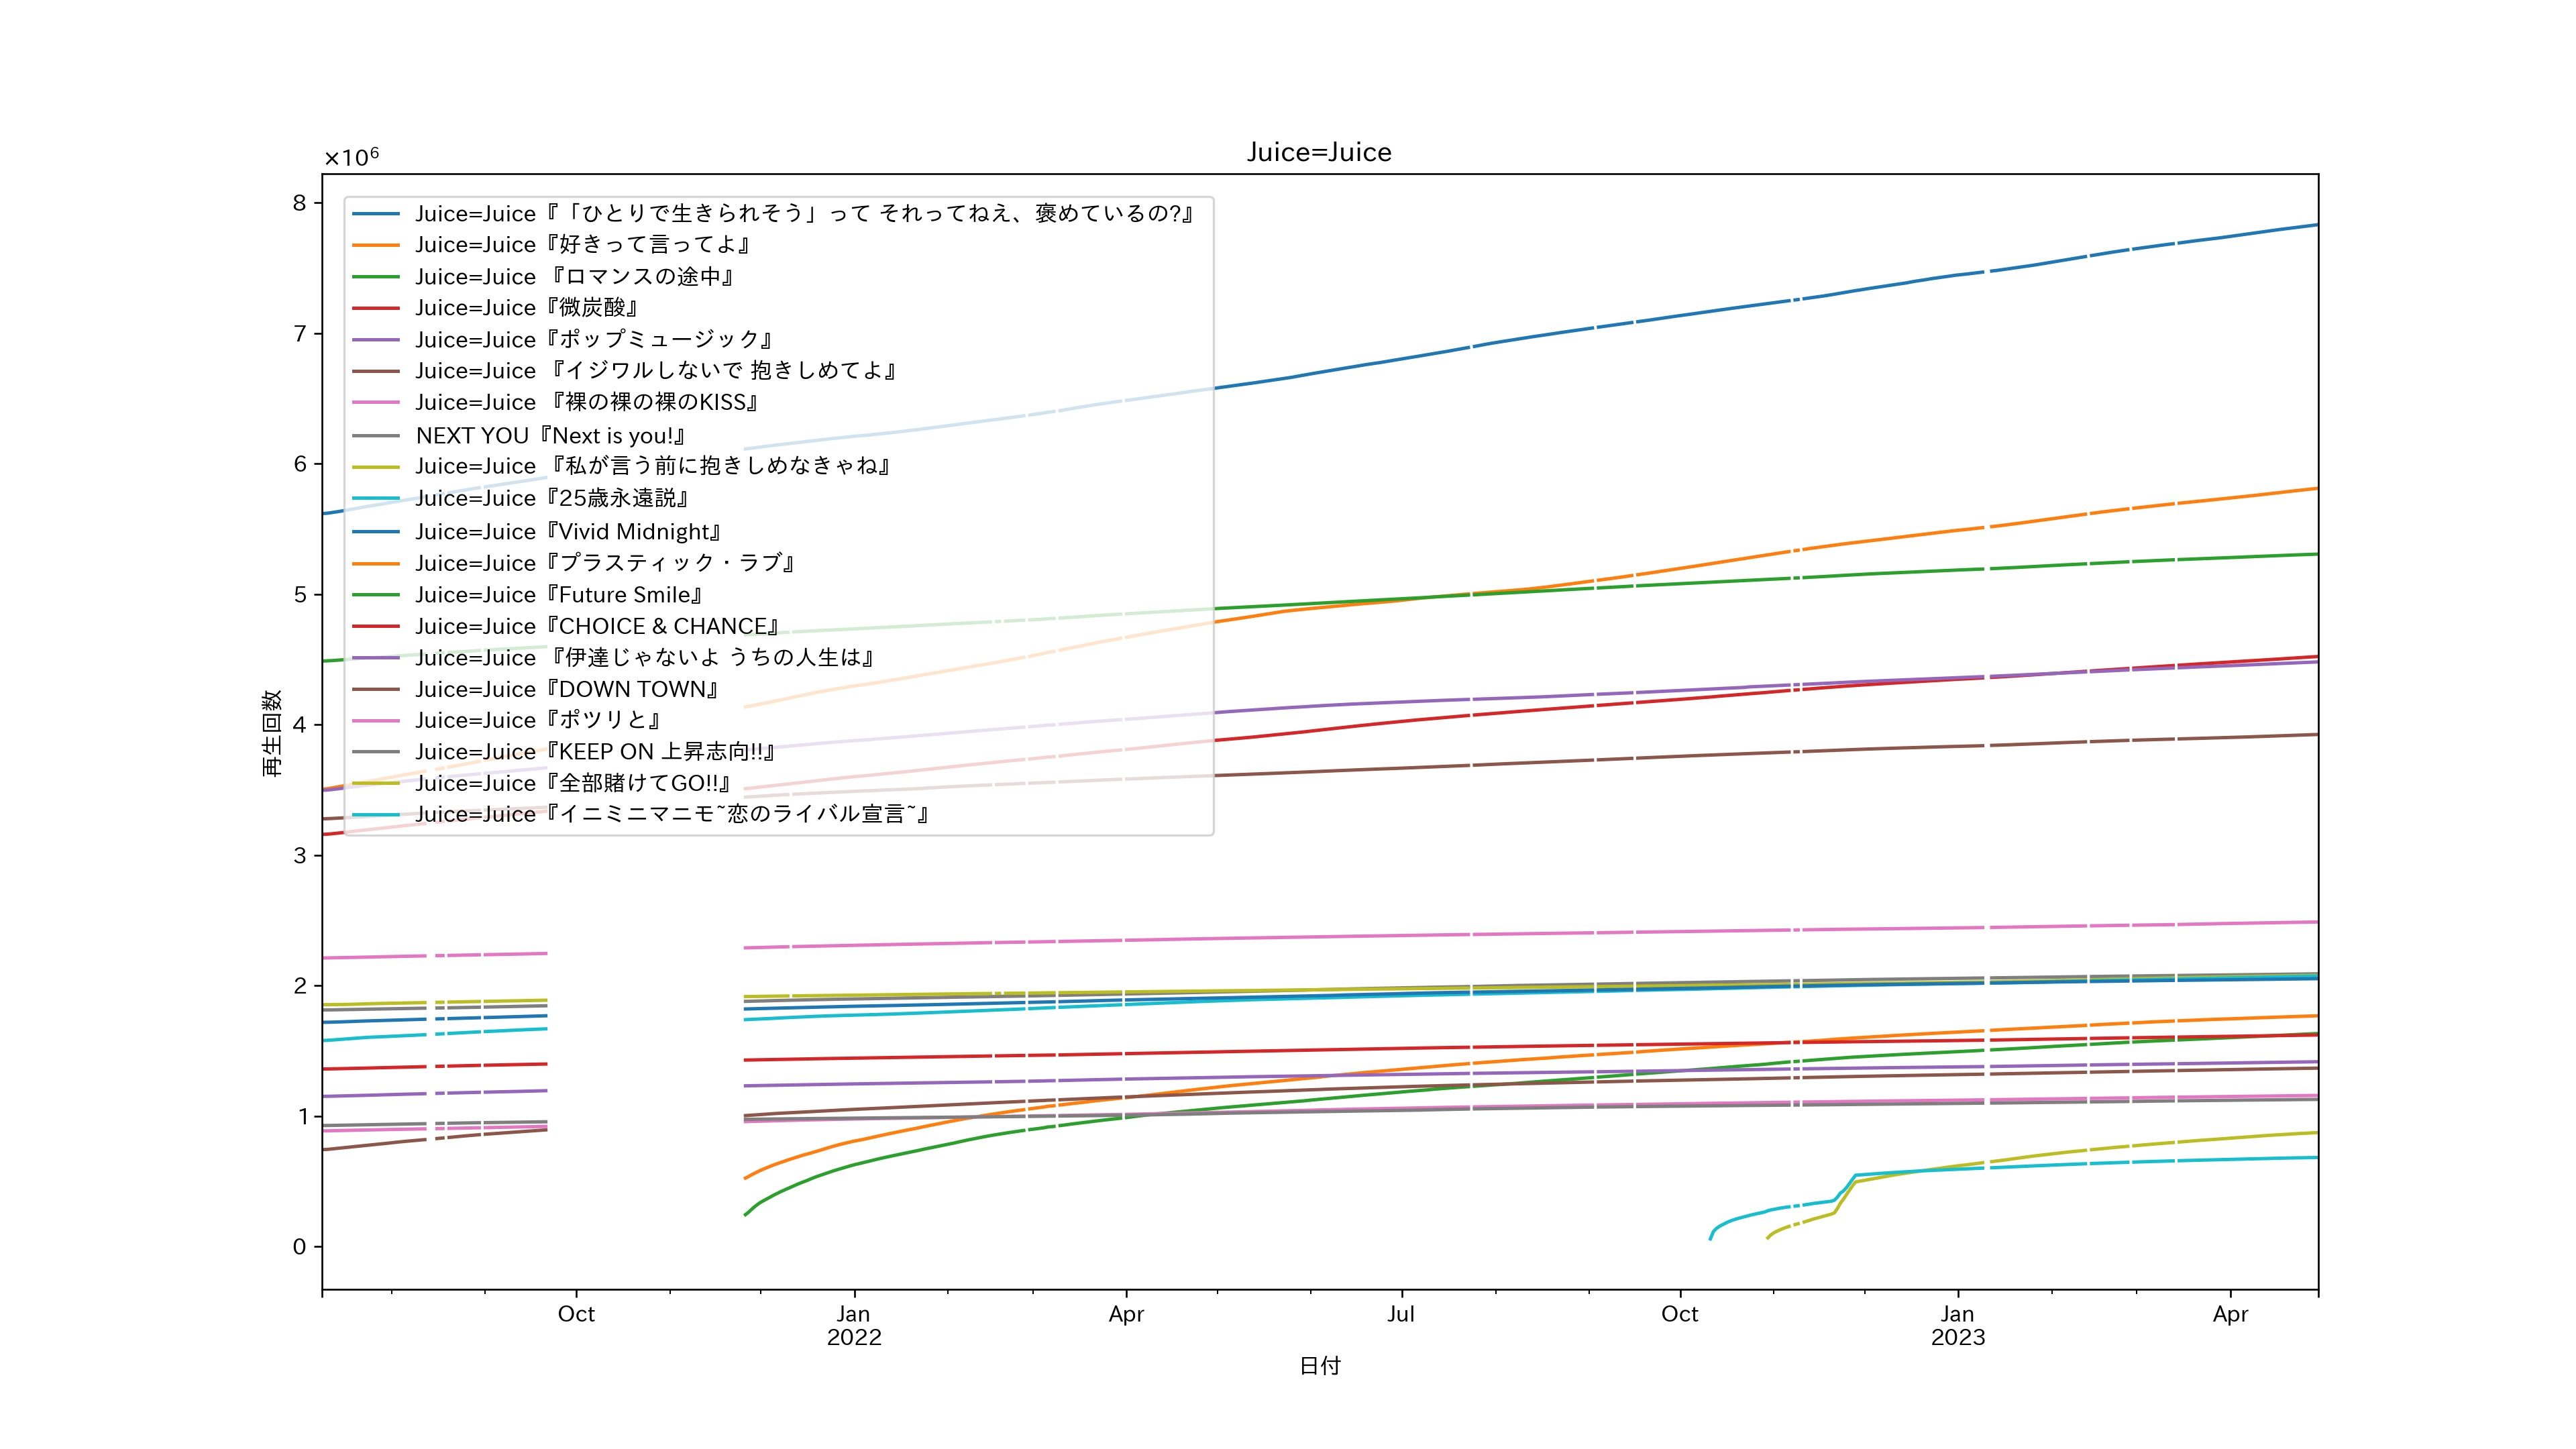 Juice=Juice
×10⁶
8
7
6
5
4
3
2
1
0
再生回数
Juice=Juice『「ひとりで生きられそう」って それってねえ、褒めているの?』
Juice=Juice『好きって言ってよ』
Juice=Juice 『ロマンスの途中』
Juice=Juice『微炭酸』
Juice=Juice『ポップミュージック』
Juice=Juice 『イジワルしないで 抱きしめてよ』
Juice=Juice 『裸の裸の裸のKISS』
NEXT YOU『Next is you!』
Juice=Juice 『私が言う前に抱きしめなきゃね』
Juice=Juice『25歳永遠説』
Juice=Juice『Vivid Midnight』
Juice=Juice『プラスティック・ラブ』
Juice=Juice『Future Smile』
Juice=Juice『CHOICE & CHANCE』
Juice=Juice 『伊達じゃないよ うちの人生は』
Juice=Juice『DOWN TOWN』
Juice=Juice『ポツリと』
Juice=Juice『KEEP ON 上昇志向!!』
Juice=Juice『全部賭けてGO!!』
Juice=Juice『イニミニマニモ~恋のライバル宣言~』
Oct Jan Apr Jul Oct Jan Apr
2022 2023
日付